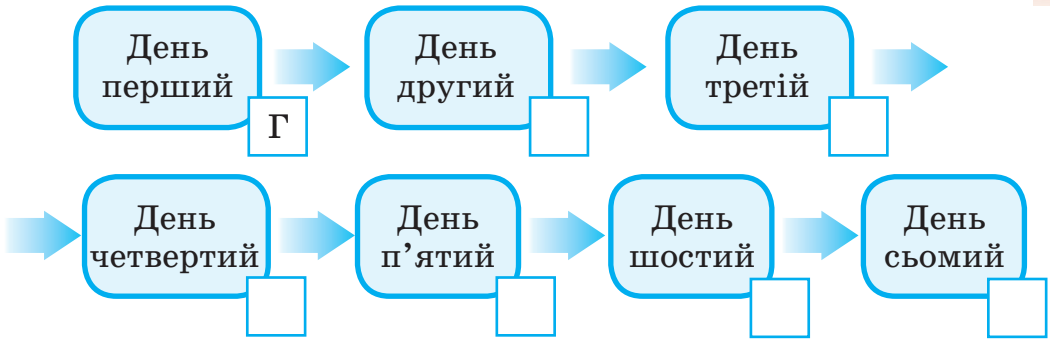 День
перший
Г
День
другий
День
третій
День
четвертий
День
п’ятий
День
шостий
День
сьомий